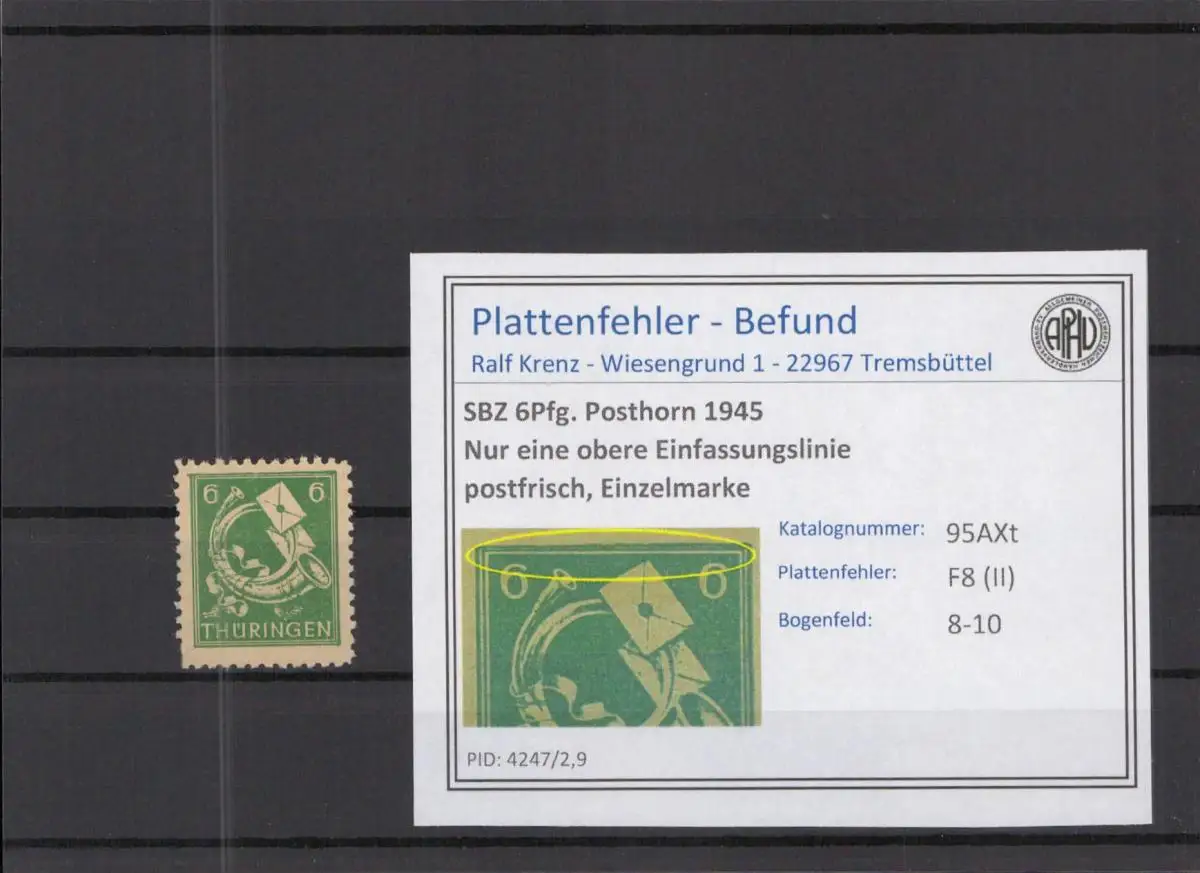 6 6
THÜRINGEN
Plattenfehler - Befund
Ralf Krenz - Wiesengrund 1 - 22967 Tremsbüttel
APHV
SBZ 6Pfg. Posthorn 1945
Nur eine obere Einfassungslinie
postfrisch, Einzelmarke
6 6
Katalognummer: 95AXt
Plattenfehler: F8 (II)
Bogenfeld: 8-10
PID: 4247/2,9